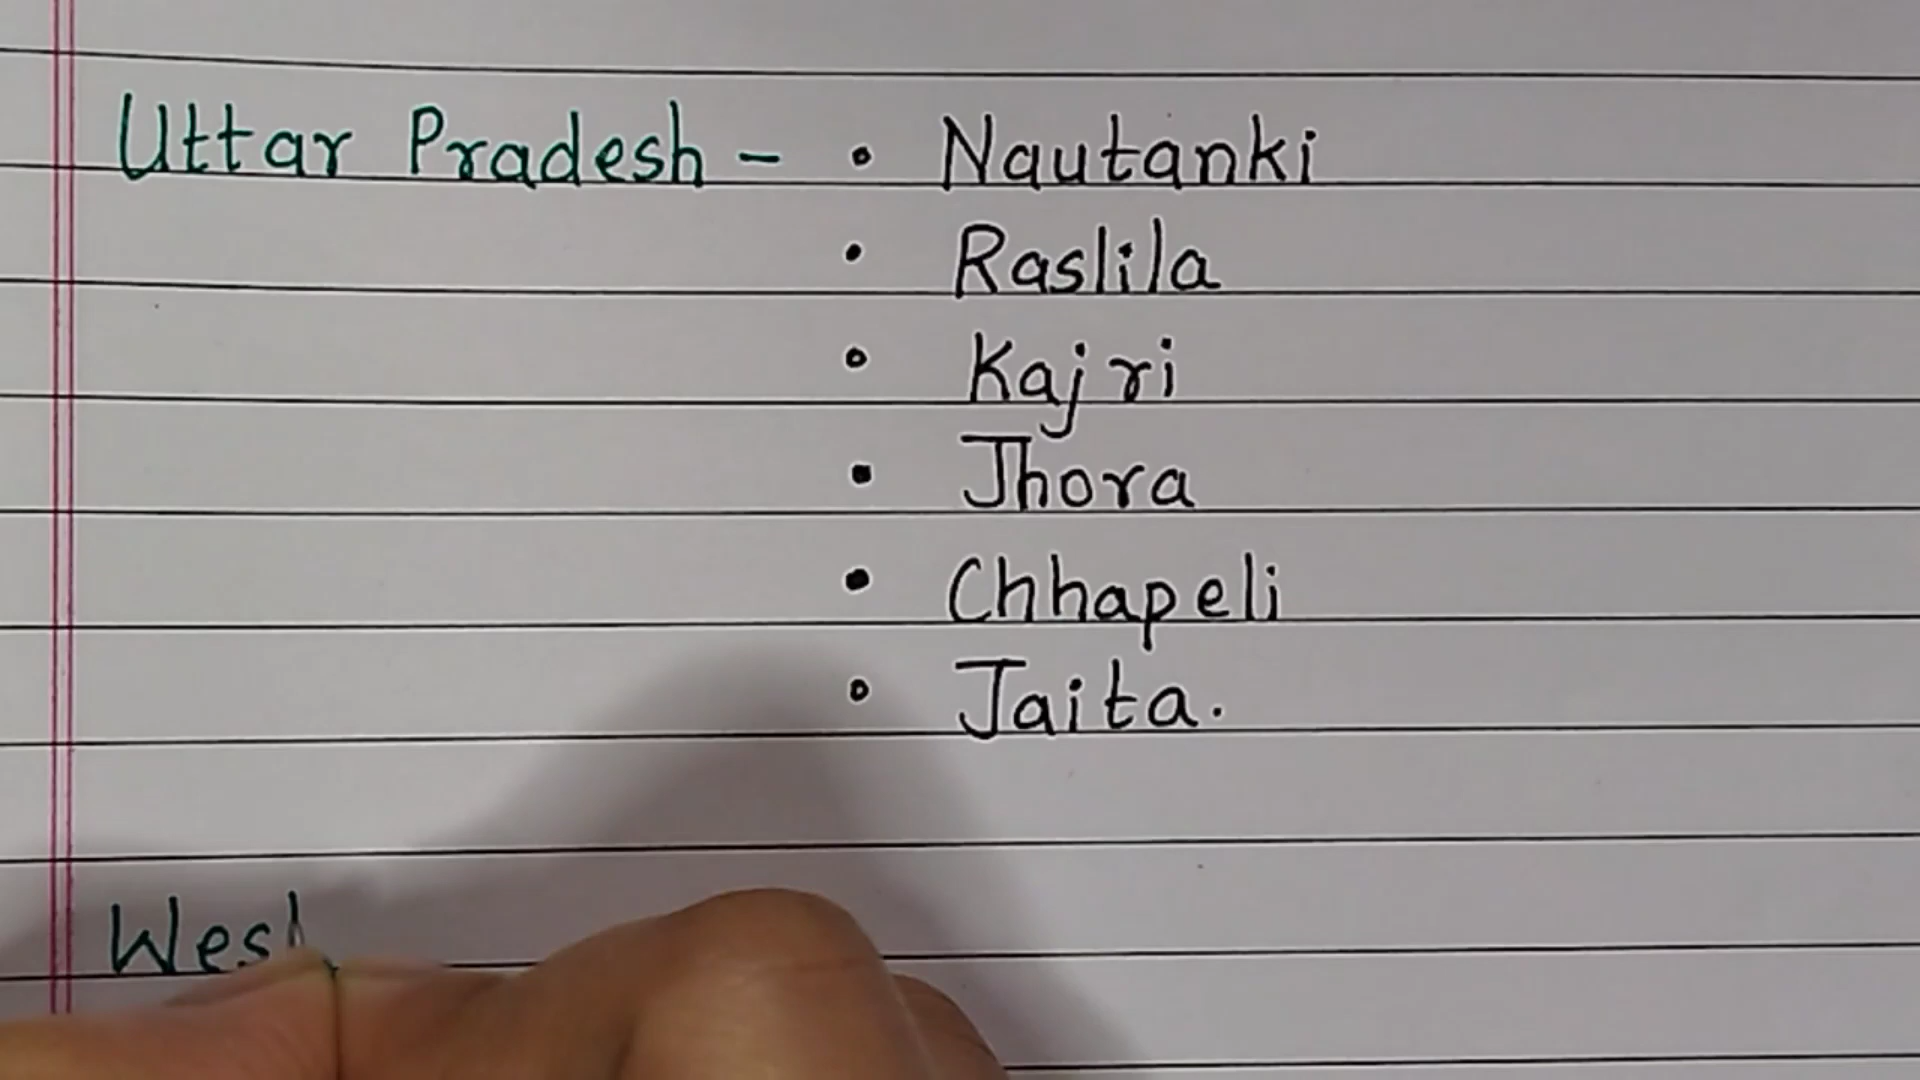 Uttar Pradesh - • Nautanki
• Raslila
• Kajri
• Jhora
• Chhapeli
• Jaita.